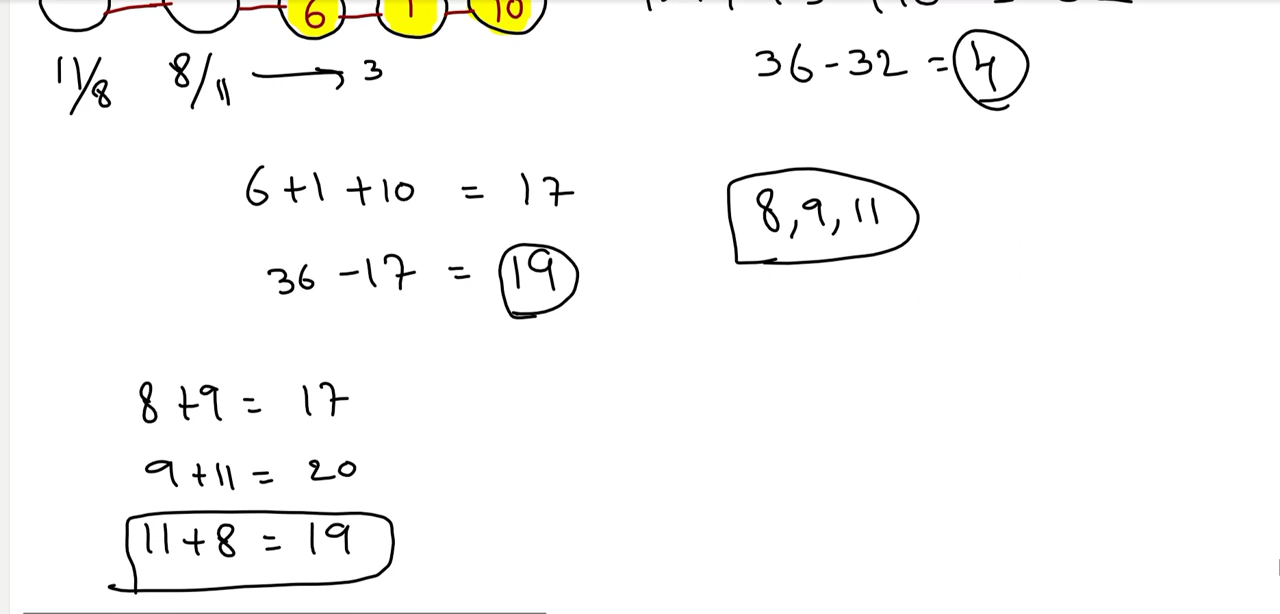 6 1 10
11/8 8/11 → 3
36 - 32 = 4
6 + 1 + 10 = 17
8, 9, 11
36 - 17 = 19
8 + 9 = 17
9 + 11 = 20
11 + 8 = 19